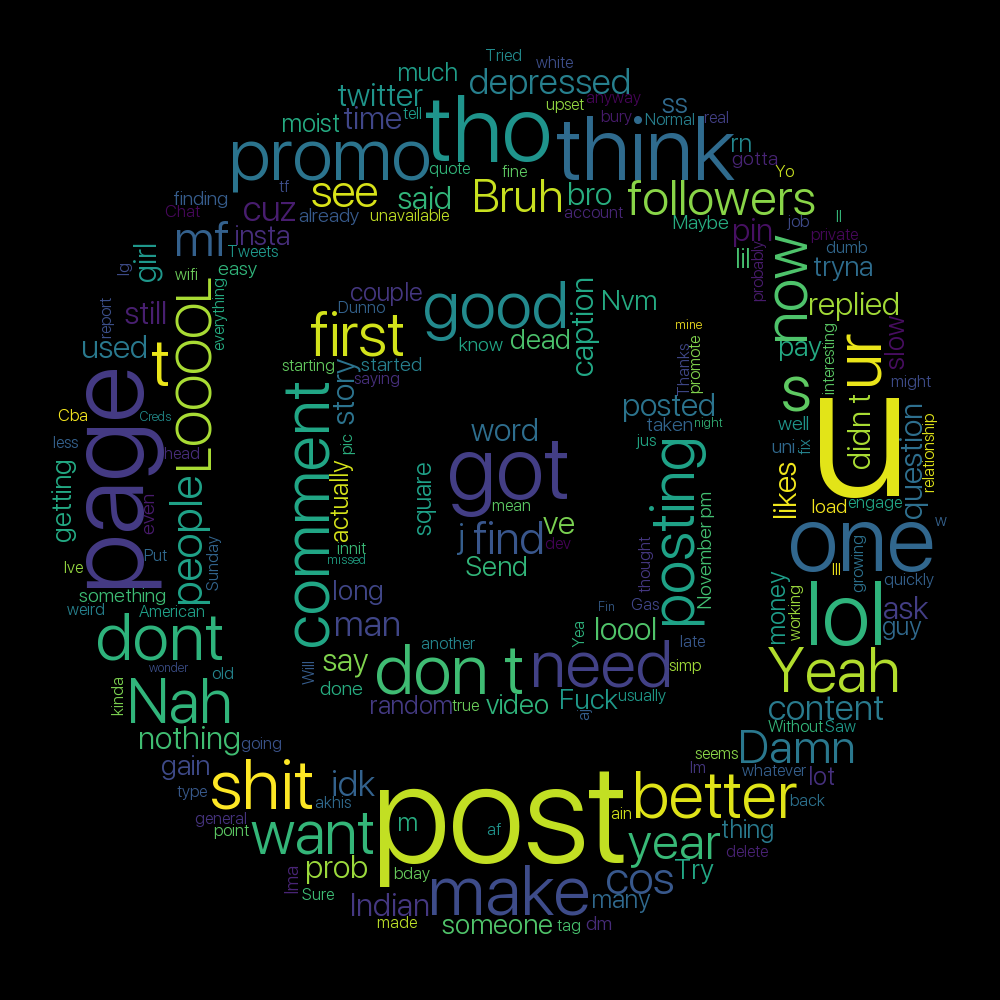 Tried
white
much
depressed
twitter
upset
anyway
moist
time
tell
tho
think
ss
bury
Normal
real
promo
quote
fine
rn
gotta
finding
tf
see
said
Bruh
bro
followers
Yo
Chat
cuz
already
unavailable
account
Maybe
pin
job
ll
mf
insta
private
girl
Tweets
lil
probably
now
dumb
lg
wifi
easy
tryna
everything
couple
good
caption
Nvm
replied
report
still
LooooL
Dunno
first
know
dead
mine
pay
slow
used
t
starting
story
started
saying
Thanks
promote
interesting
ur
might
page
comment
posted
s
u
Cba
Creds
word
taken
night
well
didn t
question
relationship
less
head
pic
got
jus
posting
uni
fix
getting
people
actually
square
likes
even
mean
ve
load
engage
w
Put
Sunday
innit
j
find
dev
November pm
one
Ive
missed
Send
thought
growing
lll
quickly
something
long
Fin
Gas
money
working
lol
ask
weird
American
man
Yea
loool
guy
dont
another
late
wonder
old
Will
say
don t
need
simp
Yeah
kinda
Nah
done
random
true
video
Fuck
usually
content
aj
Without
Saw
nothing
going
seems
Damn
gain
shit
idk
Im
whatever
lot
type
akhis
post
better
back
general
point
want
m
af
ain
year
thing
delete
prob
bday
Try
Ima
Sure
make
cos
many
Indian
made
someone
tag
dm